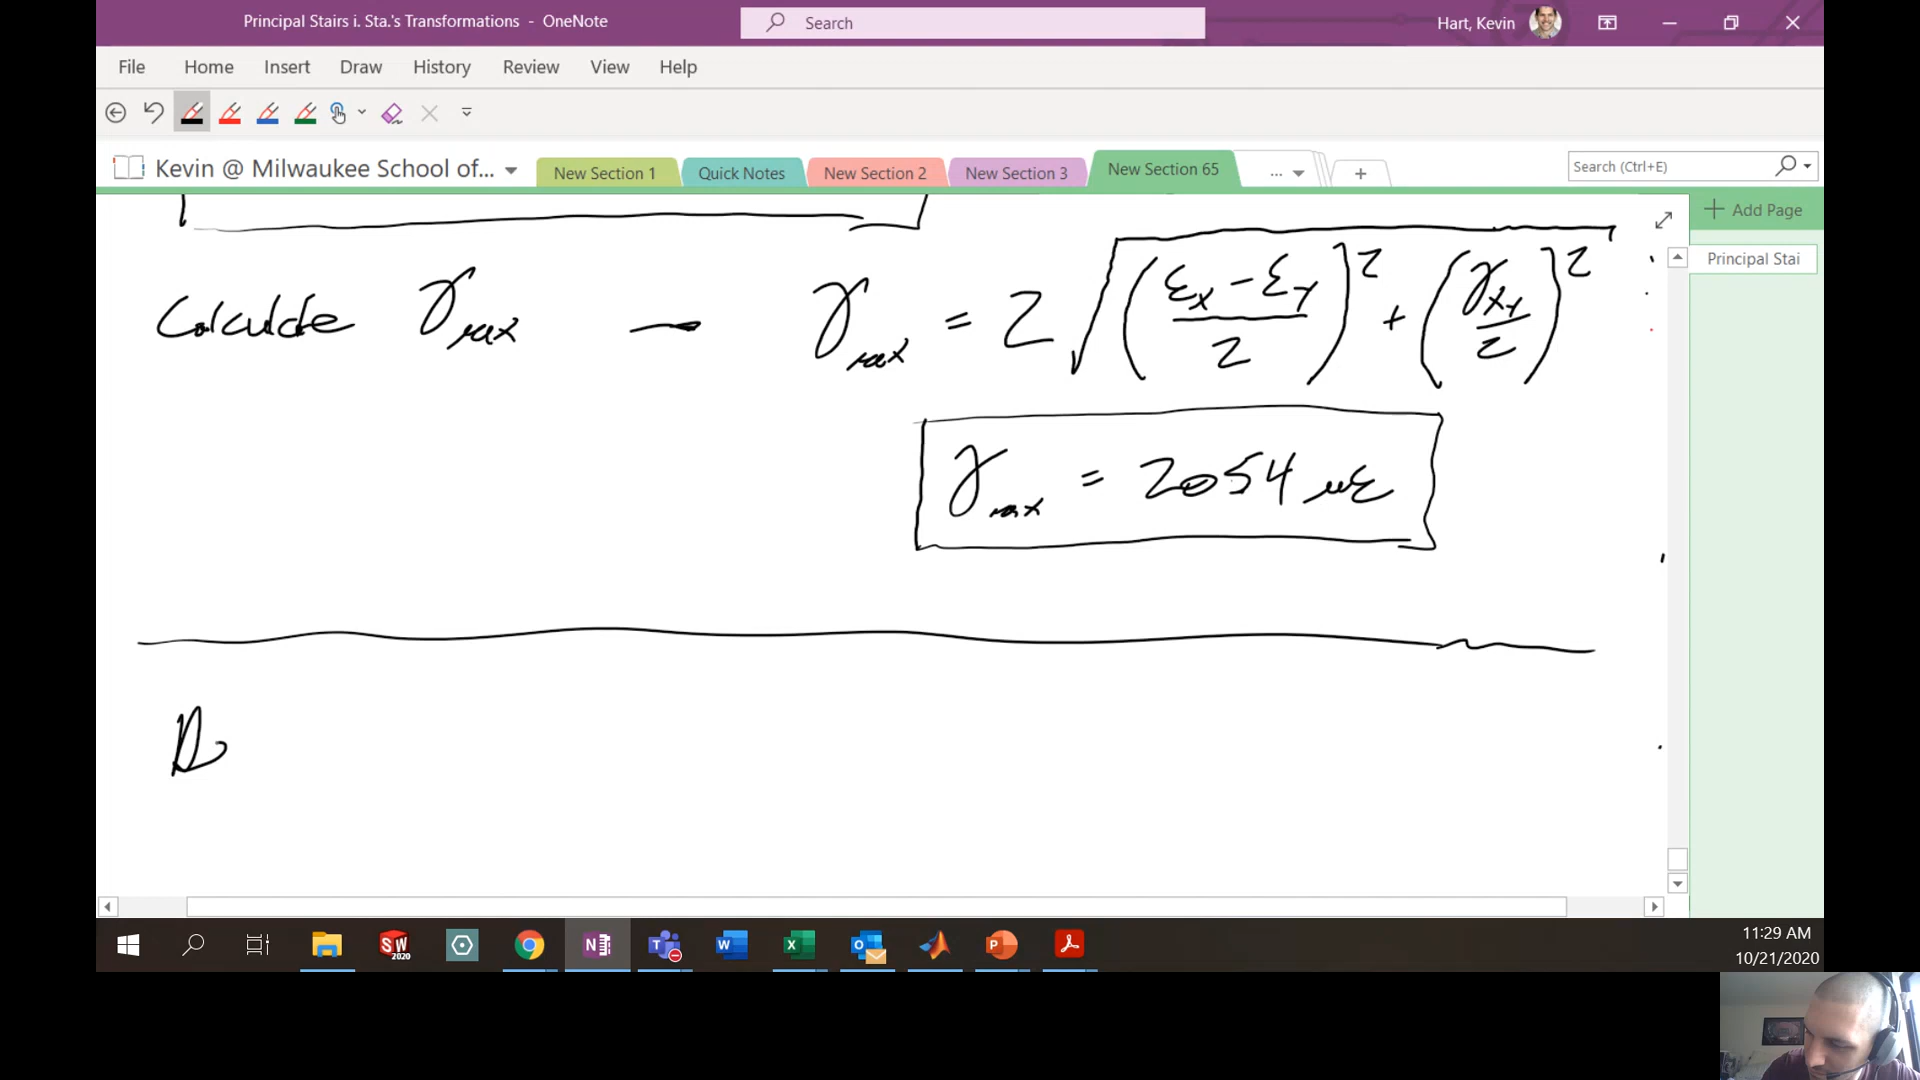 Principal Stairs i. Sta.'s Transformations - OneNote
Search
Hart, Kevin
File Home Insert Draw History Review View Help
Kevin @ Milwaukee School of...
New Section 1
Quick Notes
New Section 2
New Section 3
New Section 65
...
Search (Ctrl+E)
Add Page
Principal Stai
Calculate γmax — γmax = 2 √((εx - εy)/2)² + (γxy/2)²
γmax = 2054 με
SW
2020
N
T
W
X
O
P
11:29 AM
10/21/2020